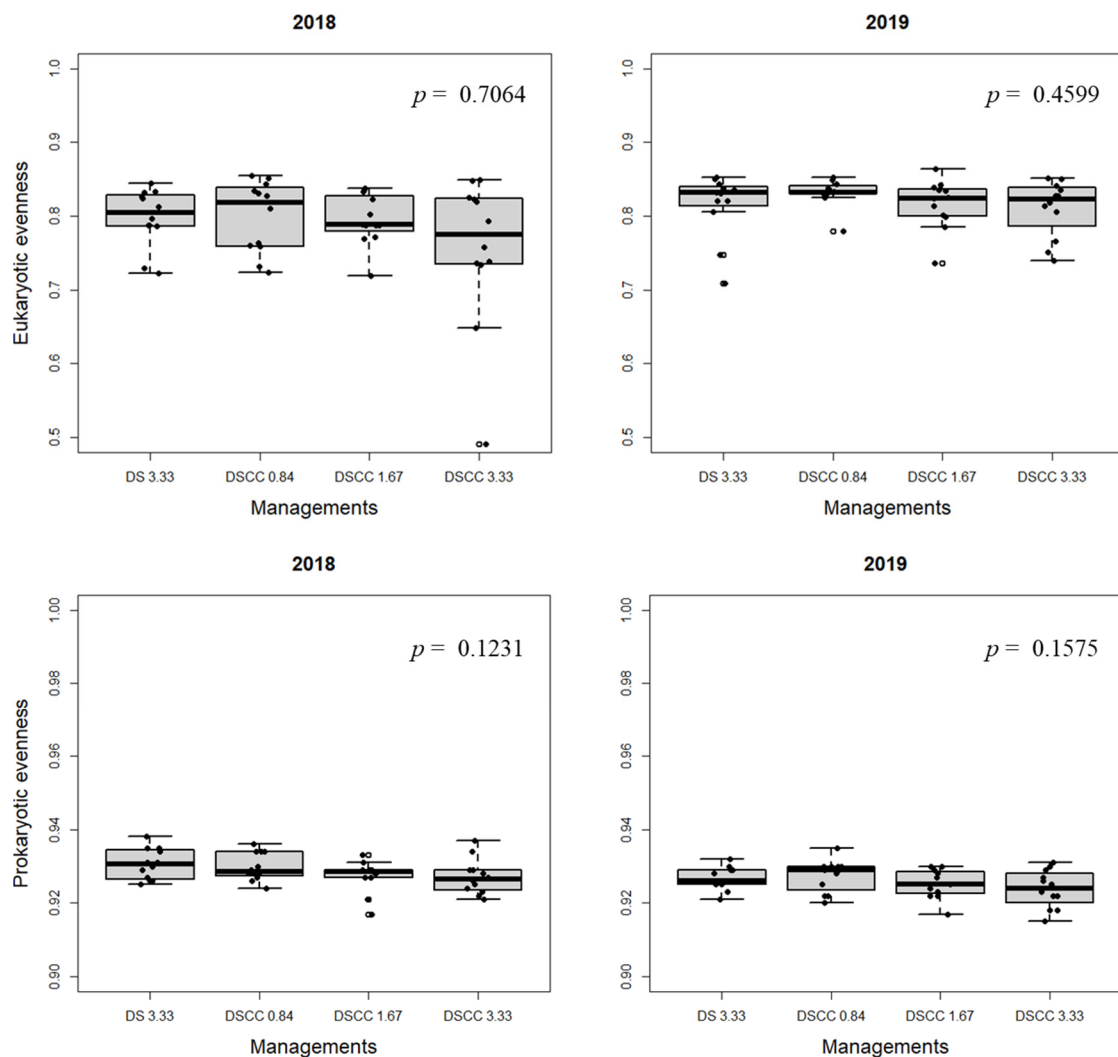 2018
2019
p = 0.7064
p = 0.4599
Eukaryotic evenness
1.0
0.9
0.8
0.7
0.6
0.5
1.0
0.9
0.8
0.7
0.6
0.5
DS 3.33 DSCC 0.84 DSCC 1.67 DSCC 3.33
DS 3.33 DSCC 0.84 DSCC 1.67 DSCC 3.33
Managements
Managements
2018
2019
p = 0.1231
p = 0.1575
Prokaryotic evenness
1.00
0.98
0.96
0.94
0.92
0.90
1.00
0.98
0.96
0.94
0.92
0.90
DS 3.33 DSCC 0.84 DSCC 1.67 DSCC 3.33
DS 3.33 DSCC 0.84 DSCC 1.67 DSCC 3.33
Managements
Managements